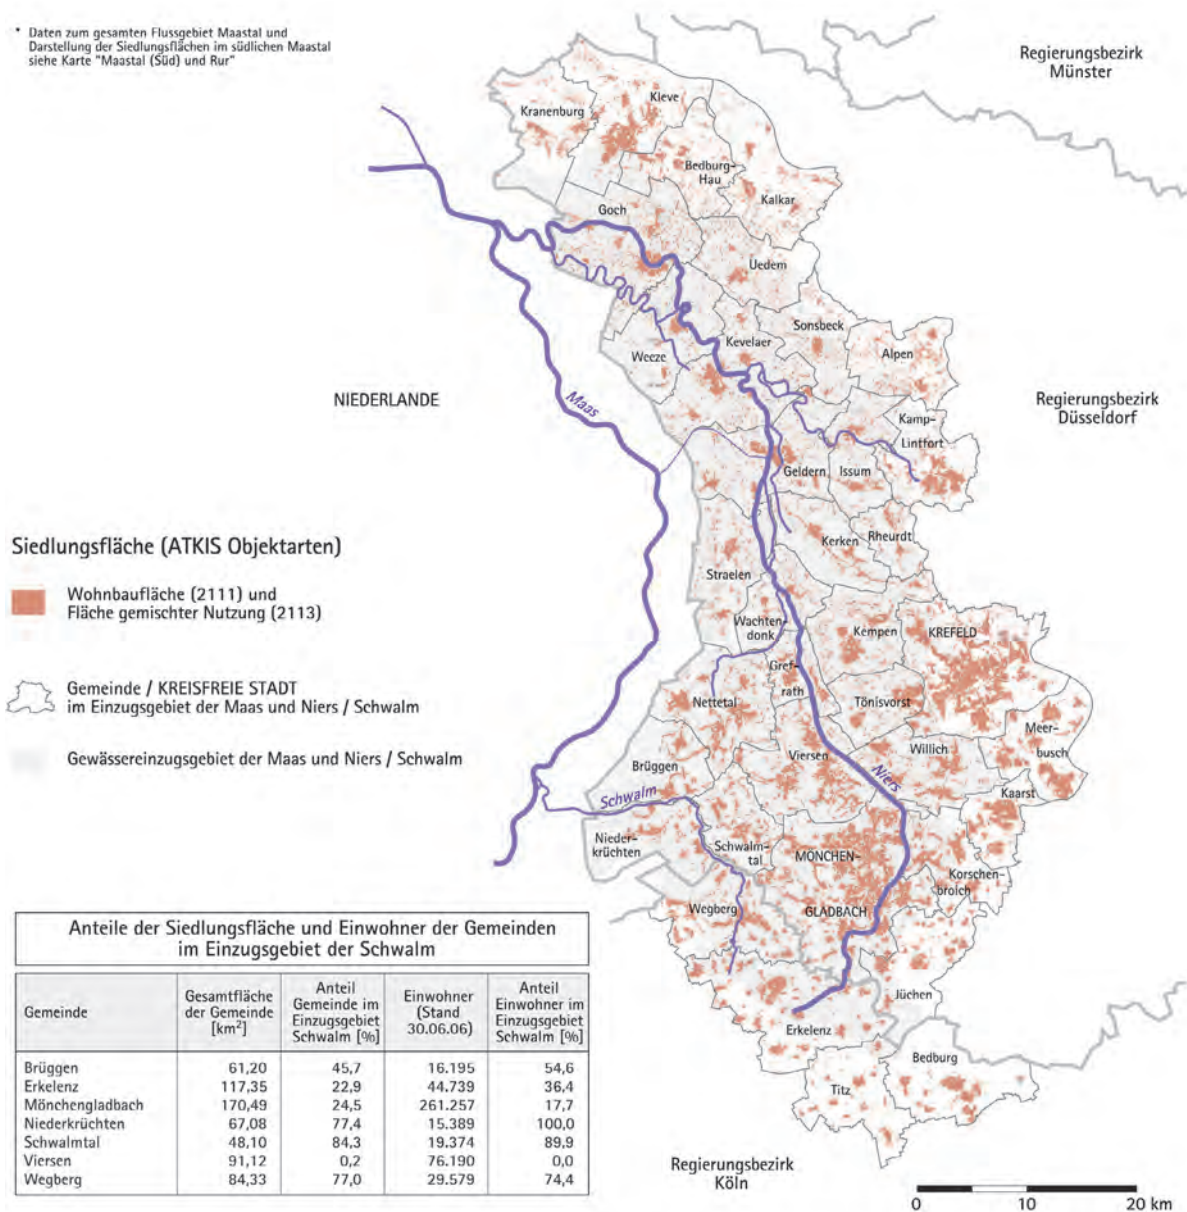 * Daten zum gesamten Flussgebiet Maastal und
Darstellung der Siedlungsflächen im südlichen Maastal
siehe Karte "Maastal (Süd) und Rur"
Regierungsbezirk
Münster
Kranenburg
Kleve
Bedburg-
Hau
Kalkar
Goch
Uedem
Sonsbeck
Kevelaer
Weeze
Alpen
NIEDERLANDE
Maas
Regierungsbezirk
Düsseldorf
Kamp-
Lintfort
Geldern
Issum
Kerken
Rheurdt
Straelen
Wachten-
donk
Kempen
KREFELD
Gref-
rath
Nettetal
Tönisvorst
Meer-
busch
Willich
Viersen
Brüggen
Niers
Kaarst
Schwalm
Nieder-
krüchten
Schwalm-
tal
MÖNCHEN-
GLADBACH
Korschen-
broich
Wegberg
Jüchen
Erkelenz
Bedburg
Titz
Regierungsbezirk
Köln
0 10 20 km
Siedlungsfläche (ATKIS Objektarten)
Wohnbaufläche (2111) und
Fläche gemischter Nutzung (2113)
Gemeinde / KREISFREIE STADT
im Einzugsgebiet der Maas und Niers / Schwalm
Gewässereinzugsgebiet der Maas und Niers / Schwalm
Anteile der Siedlungsfläche und Einwohner der Gemeinden
im Einzugsgebiet der Schwalm
Gemeinde
Gesamtfläche
der Gemeinde
[km²]
Anteil
Gemeinde im
Einzugsgebiet
Schwalm [%]
Einwohner
(Stand
30.06.06)
Anteil
Einwohner im
Einzugsgebiet
Schwalm [%]
Brüggen 61,20 45,7 16.195 54,6
Erkelenz 117,35 22,9 44.739 36,4
Mönchengladbach 170,49 24,5 261.257 17,7
Niederkrüchten 67,08 77,4 15.389 100,0
Schwalmtal 48,10 84,3 19.374 89,9
Viersen 91,12 0,2 76.190 0,0
Wegberg 84,33 77,0 29.579 74,4